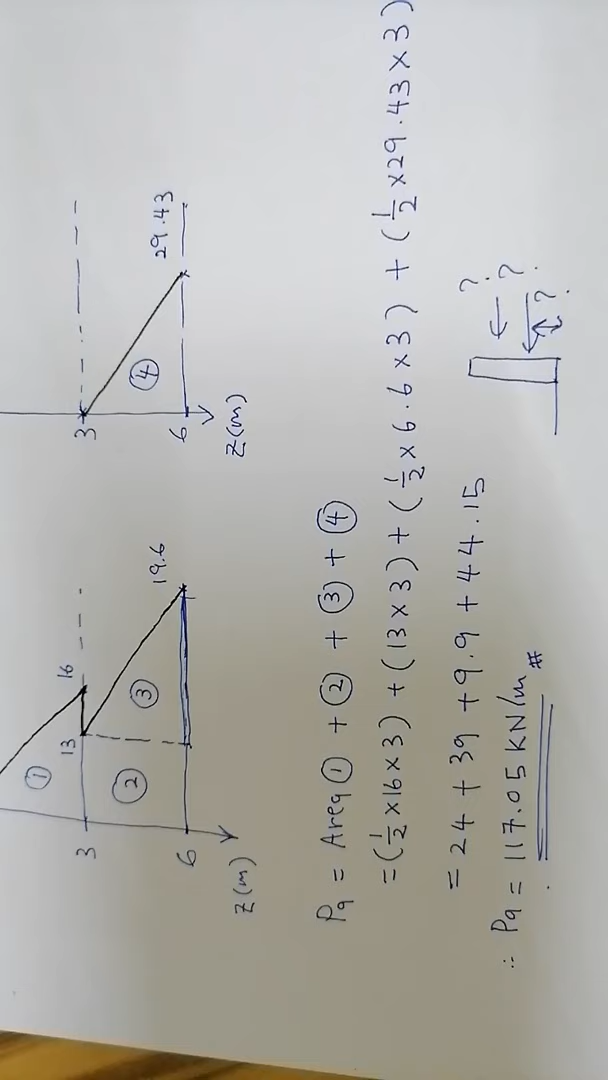 3
13
16
①
②
③
6
19.6
Z(m)
3
④
6
29.43
Z(m)
Pa = Area ① + ② + ③ + ④
= (1/2 × 16 × 3) + (13 × 3) + (1/2 × 6.6 × 3) + (1/2 × 29.43 × 3)
= 24 + 39 + 9.9 + 44.15
∴ Pa = 117.05 KN/m #
?
?
?